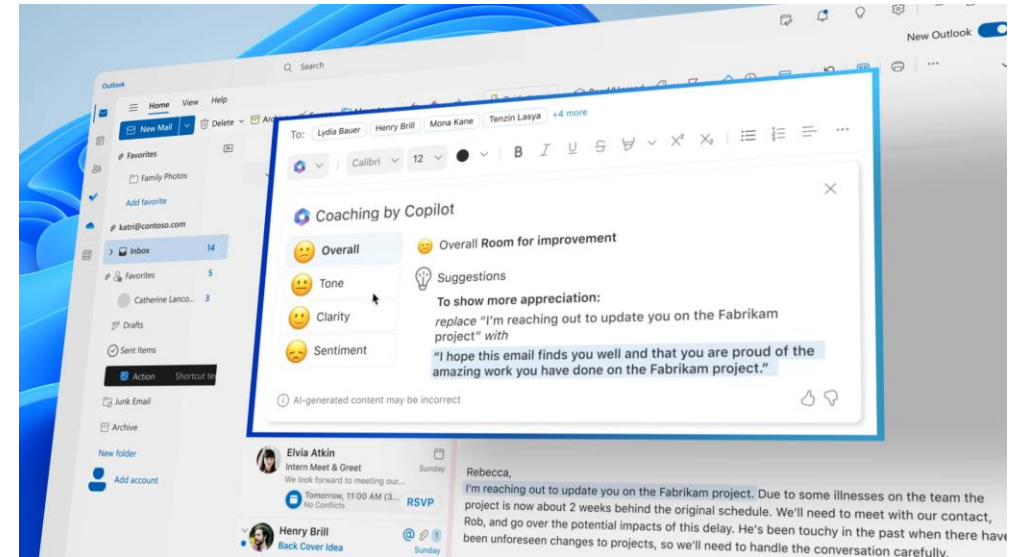 New Outlook
Outlook
Search
Home View Help
New Mail
Delete
Favorites
Family Photos
Add favorite
katri@contoso.com
Inbox 14
Favorites 5
Catherine Lanco... 3
Drafts
Sent Items
Action Shortcut
Junk Email
Archive
New folder
Add account
To: Lydia Bauer Henry Brill Mona Kane Tenzin Lasya +4 more
Calibri 12 B I U S X² X₂
Coaching by Copilot
Overall
Tone
Clarity
Sentiment
Overall Room for improvement
Suggestions
To show more appreciation:
replace "I'm reaching out to update you on the Fabrikam
project" with
"I hope this email finds you well and that you are proud of the
amazing work you have done on the Fabrikam project."
AI-generated content may be incorrect
Elvia Atkin
Intern Meet & Greet Sunday
We look forward to meeting our...
Tomorrow, 11:00 AM (3...
No Conflicts
RSVP
Henry Brill
Back Cover Idea Sunday
Rebecca,
I'm reaching out to update you on the Fabrikam project. Due to some illnesses on the team the
project is now about 2 weeks behind the original schedule. We'll need to meet with our contact,
Rob, and go over the potential impacts of this delay. He's been touchy in the past when there have
been unforeseen changes to projects, so we'll need to handle the conversation carefully.